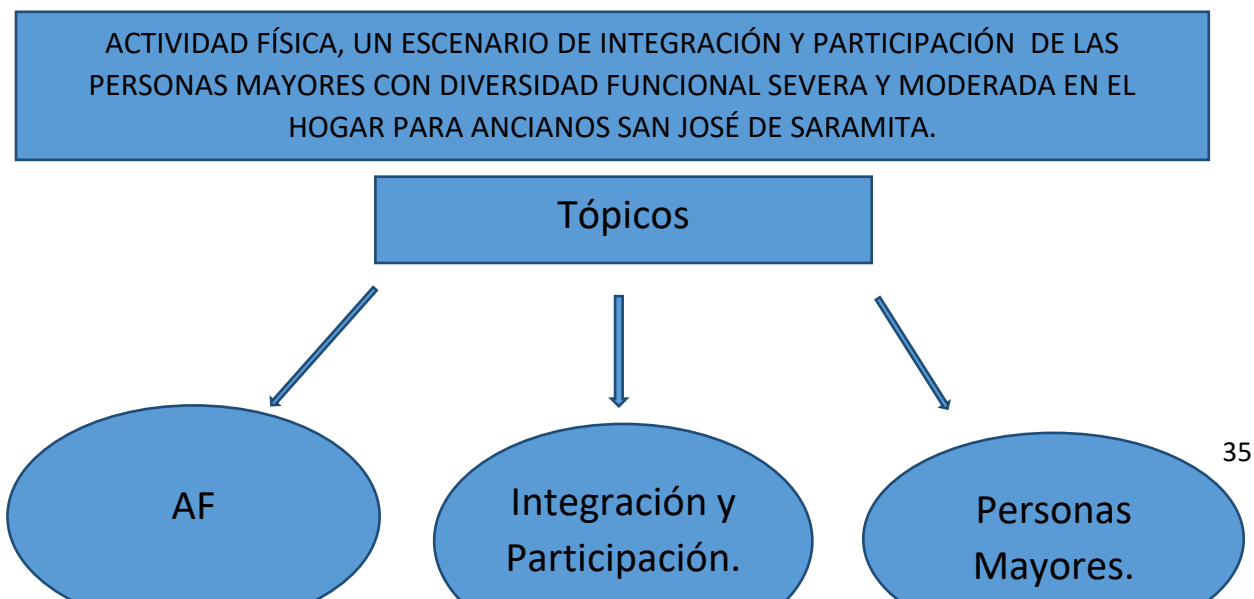 ACTIVIDAD FÍSICA, UN ESCENARIO DE INTEGRACIÓN Y PARTICIPACIÓN DE LAS
PERSONAS MAYORES CON DIVERSIDAD FUNCIONAL SEVERA Y MODERADA EN EL
HOGAR PARA ANCIANOS SAN JOSÉ DE SARAMITA.
Tópicos
AF
Integración y
Participación.
Personas
Mayores.
35